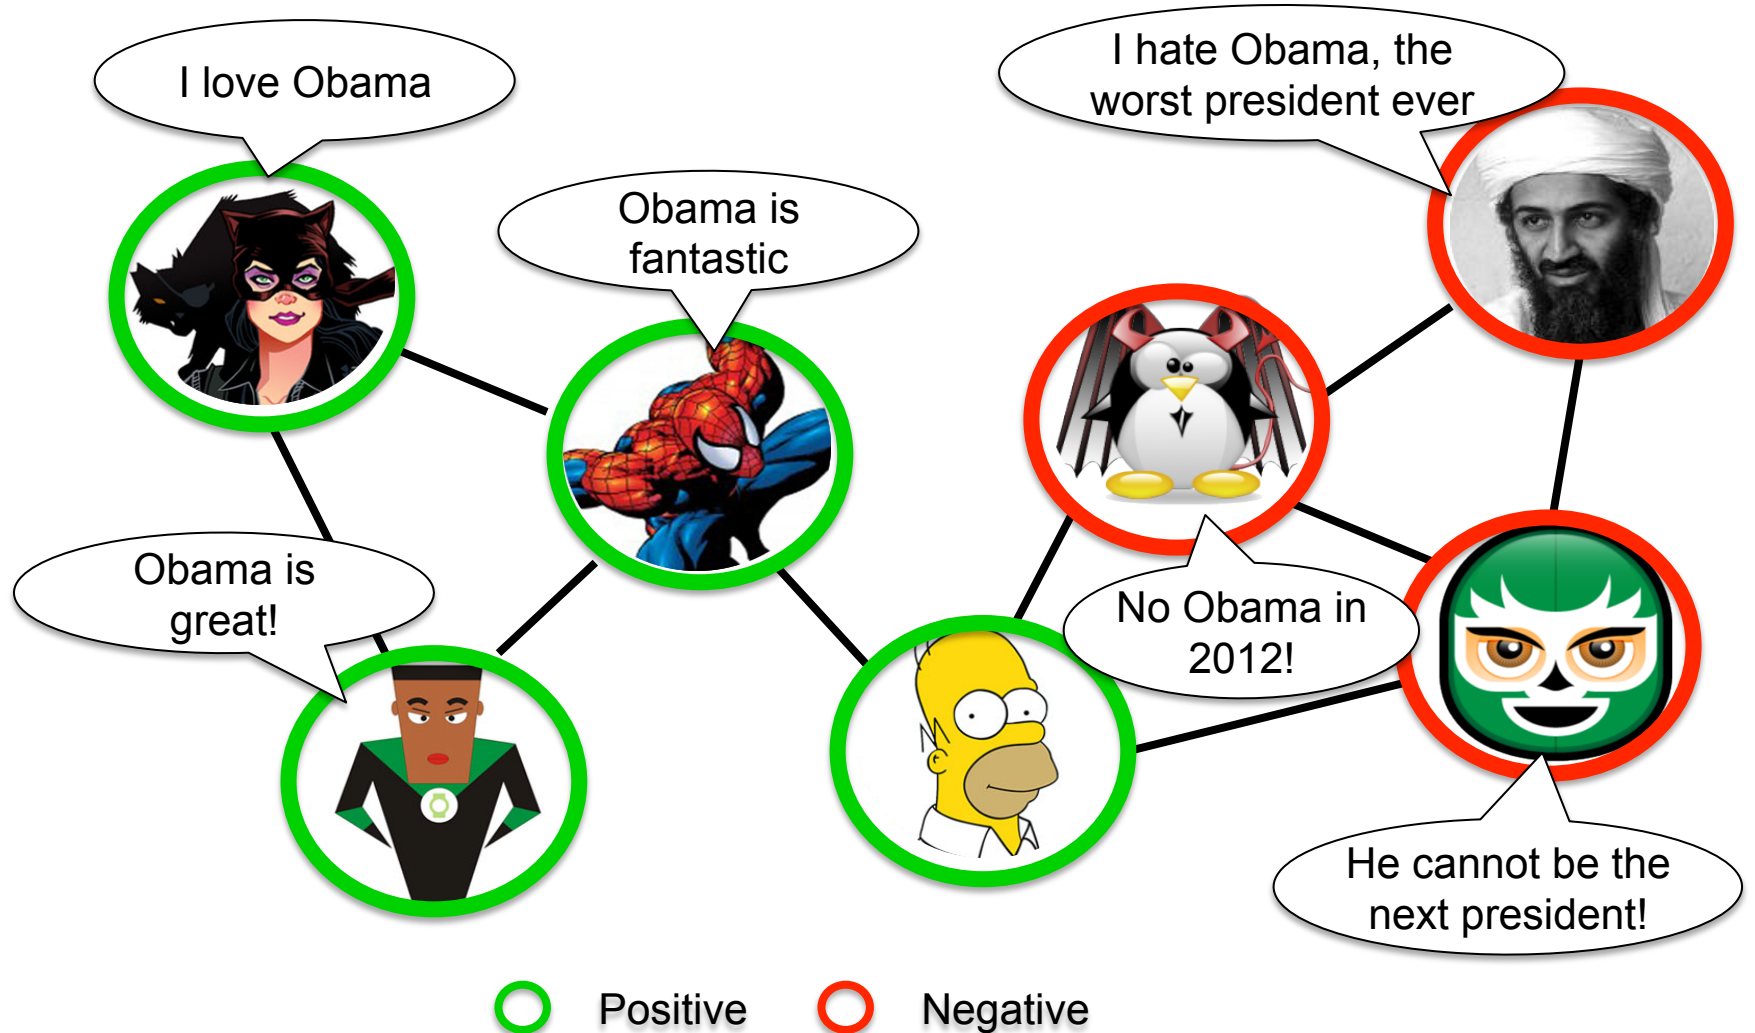 I love Obama
I hate Obama, the
worst president ever
Obama is
fantastic
Obama is
great!
No Obama in
2012!
He cannot be the
next president!
Positive
Negative